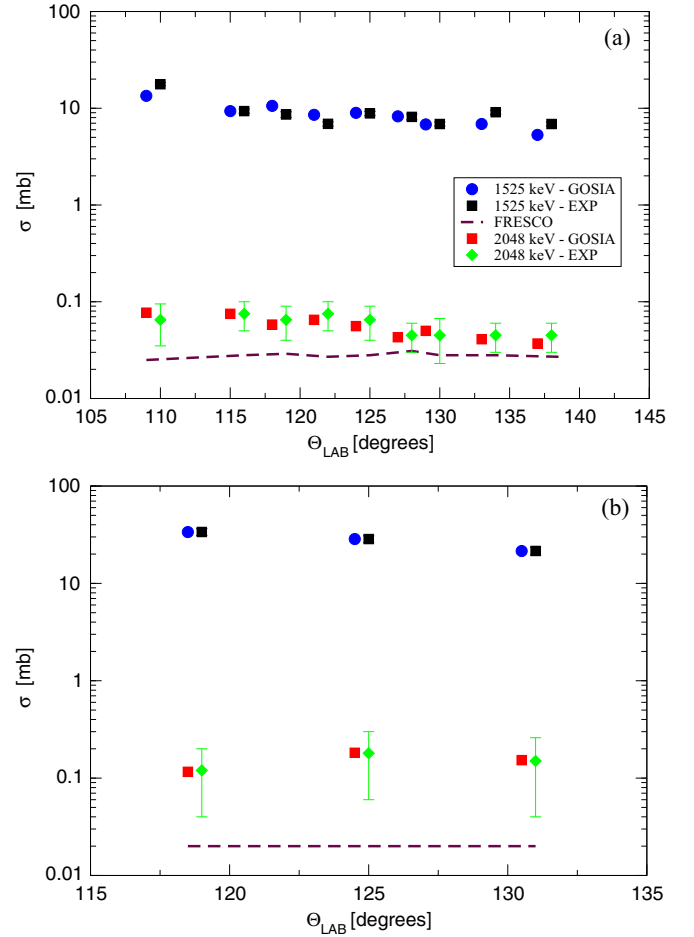 (a)
100
10
1
0.1
0.01
σ [mb]
1525 keV - GOSIA
1525 keV - EXP
FRESCO
2048 keV - GOSIA
2048 keV - EXP
105 110 115 120 125 130 135 140 145
Θ_LAB [degrees]
(b)
100
10
1
0.1
0.01
σ [mb]
115 120 125 130 135
Θ_LAB [degrees]